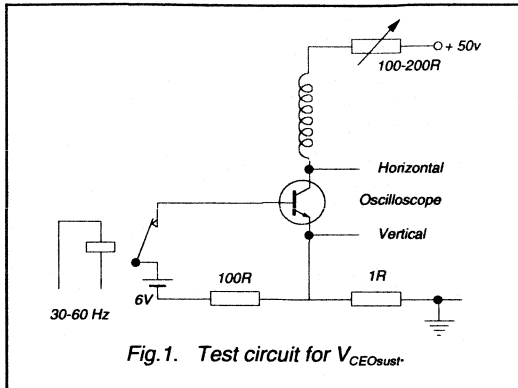 + 50v
100-200R
Horizontal
Oscilloscope
Vertical
100R
1R
6V
30-60 Hz
Fig.1. Test circuit for VCEOsust.